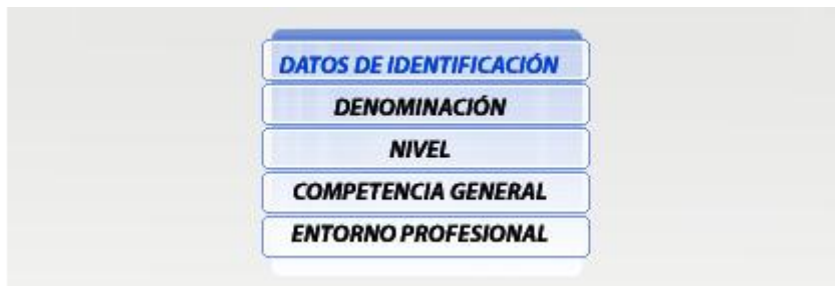 DATOS DE IDENTIFICACIÓN
DENOMINACIÓN
NIVEL
COMPETENCIA GENERAL
ENTORNO PROFESIONAL